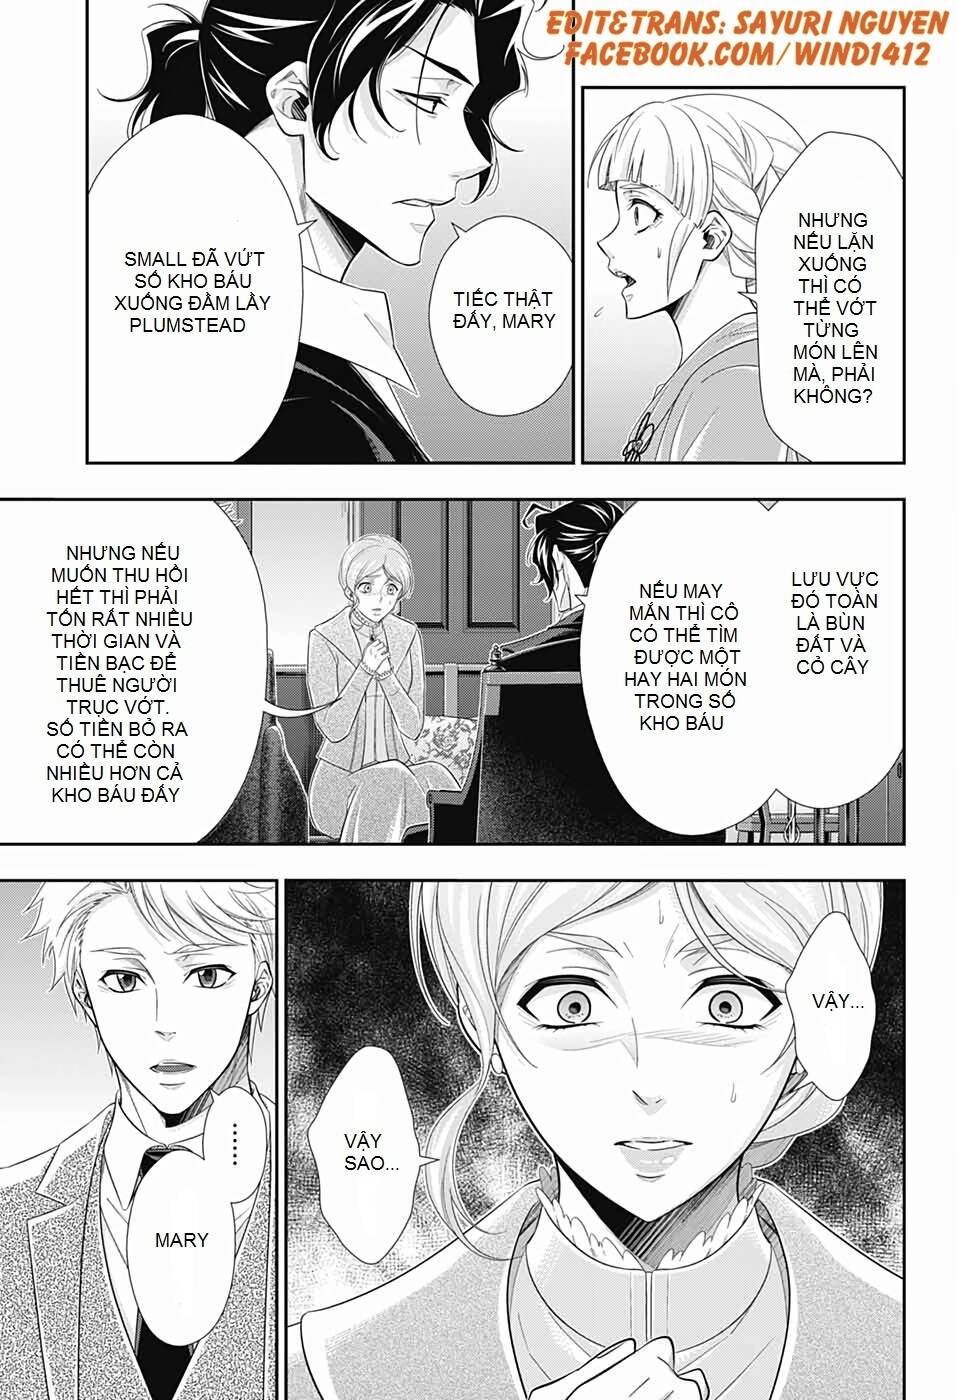 EDIT&TRANS: SAYURI NGUYEN
FACEBOOK.COM/WIND1412
NHƯNG
NẾU LẶN
XUỐNG
THÌ CÓ
THỂ VỚT
TỪNG
MÓN LÊN
MÀ, PHẢI
KHÔNG?
TIẾC THẬT
ĐẤY, MARY
SMALL ĐÃ VỨT
SỐ KHO BÁU
XUỐNG ĐẦM LẦY
PLUMSTEAD
LƯU VỰC
ĐÓ TOÀN
LÀ BÙN
ĐẤT VÀ
CỎ CÂY
NẾU MAY
MẮN THÌ CÔ
CÓ THỂ TÌM
ĐƯỢC MỘT
HAY HAI MÓN
TRONG SỐ
KHO BÁU
NHƯNG NẾU
MUỐN THU HỒI
HẾT THÌ PHẢI
TỐN RẤT NHIỀU
THỜI GIAN VÀ
TIỀN BẠC ĐỂ
THUÊ NGƯỜI
TRỤC VỚT.
SỐ TIỀN BỎ RA
CÓ THỂ CÒN
NHIỀU HƠN CẢ
KHO BÁU ĐẤY
VẬY...
VẬY
SAO...
......
MARY